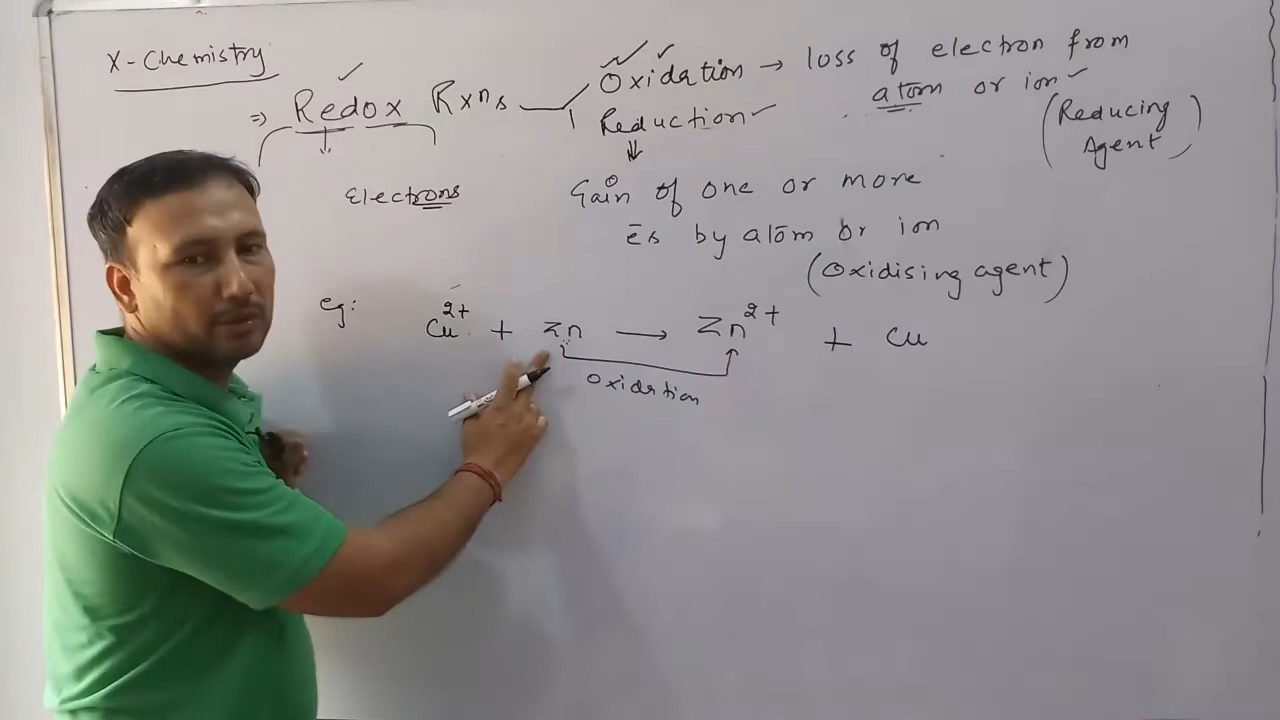 X-Chemistry
⇒ Redox Rxns
Oxidation → loss of electron from
atom or ion
(Reducing Agent)
Reduction
⇓
Electrons
Gain of one or more
ēs by atom or ion
(Oxidising agent)
eg: Cu²⁺ + Zn → Zn²⁺ + Cu
Oxidation